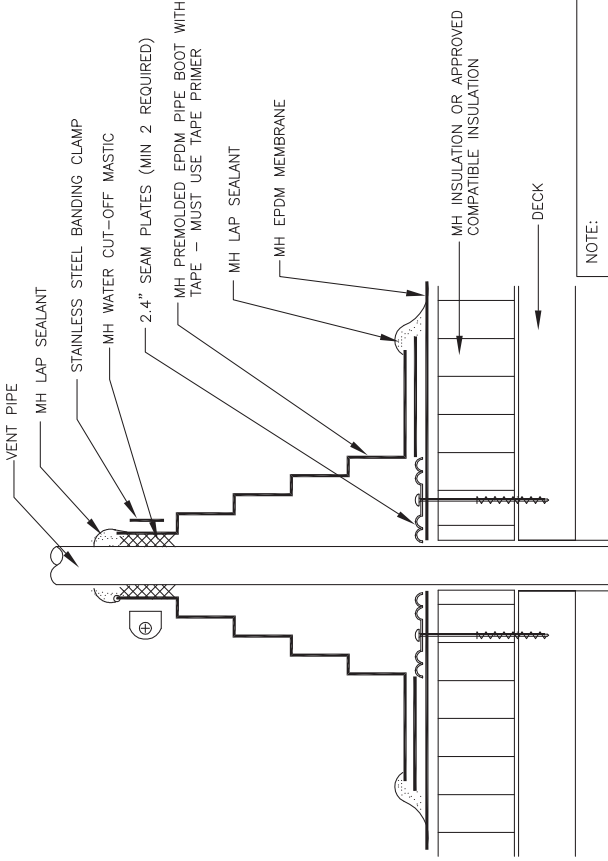 VENT PIPE
MH LAP SEALANT
STAINLESS STEEL BANDING CLAMP
MH WATER CUT-OFF MASTIC
2.4" SEAM PLATES (MIN 2 REQUIRED)
MH PREMOLDED EPDM PIPE BOOT WITH
TAPE - MUST USE TAPE PRIMER
MH LAP SEALANT
MH EPDM MEMBRANE
MH INSULATION OR APPROVED
COMPATIBLE INSULATION
DECK
NOTE: